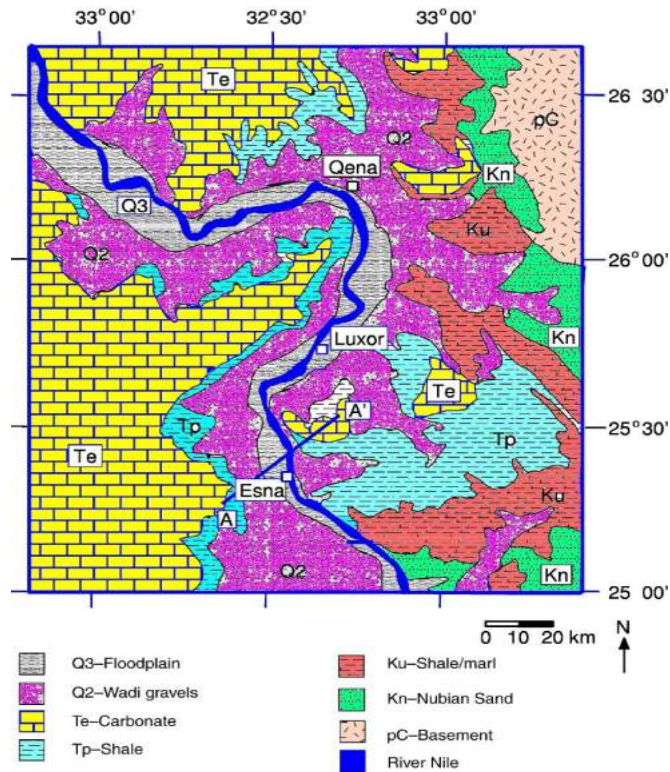 33°00' 32°50' 33°00'
Te
26 30'
Q2
pC
Qena
Kn
Q3
Ku
Q2
26°00'
Kn
Luxor
Te
A'
Tp
Tp
25°30'
Te
Esna
Ku
A
Q2
Kn
25 00'
0 10 20 km
N
Q3–Floodplain
Q2–Wadi gravels
Te–Carbonate
Tp–Shale
Ku–Shale/marl
Kn–Nubian Sand
pC–Basement
River Nile